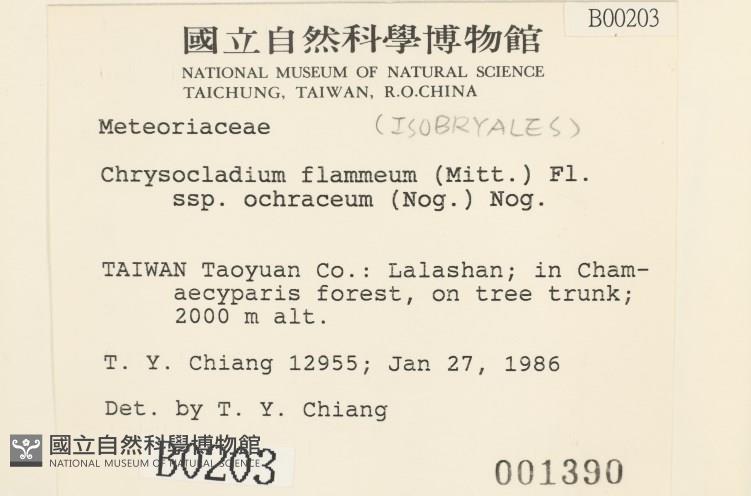 B00203
國立自然科學博物館
NATIONAL MUSEUM OF NATURAL SCIENCE
TAICHUNG, TAIWAN, R.O.CHINA
Meteoriaceae (ISOBRYALES)
Chrysocladium flammeum (Mitt.) Fl.
ssp. ochraceum (Nog.) Nog.
TAIWAN Taoyuan Co.: Lalashan; in Cham-
aecyparis forest, on tree trunk;
2000 m alt.
T. Y. Chiang 12955; Jan 27, 1986
Det. by T. Y. Chiang
國立自然科學博物館
NATIONAL MUSEUM OF NATURAL SCIENCE
B0203
001390